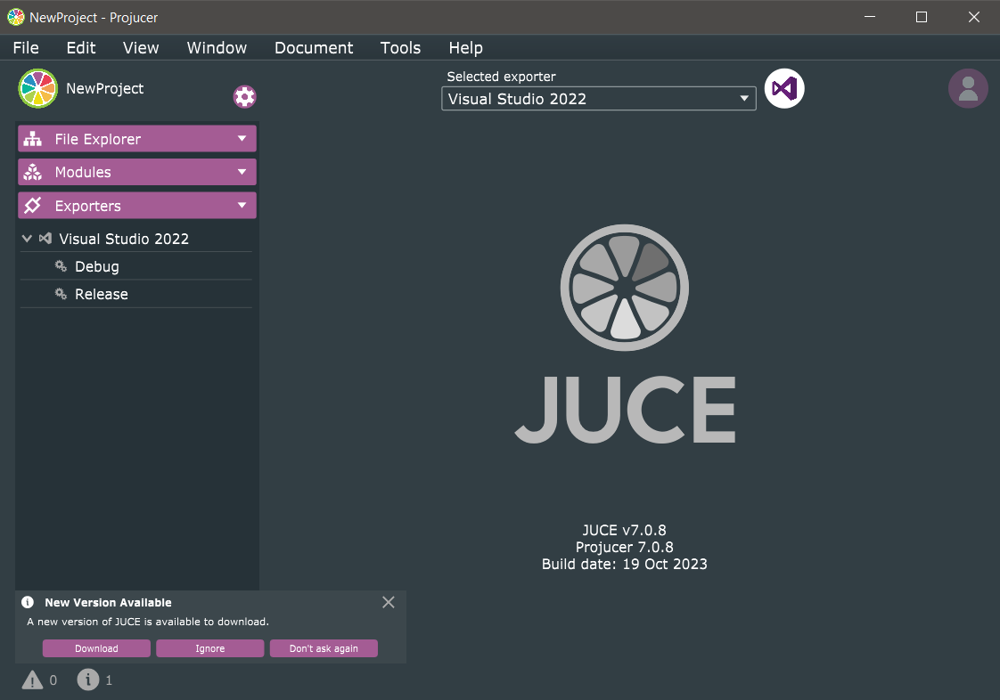 NewProject - Projucer
File Edit View Window Document Tools Help
NewProject
Selected exporter
Visual Studio 2022
File Explorer
Modules
Exporters
Visual Studio 2022
Debug
Release
JUCE
JUCE v7.0.8
Projucer 7.0.8
Build date: 19 Oct 2023
New Version Available
A new version of JUCE is available to download.
Download Ignore Don't ask again
0 1